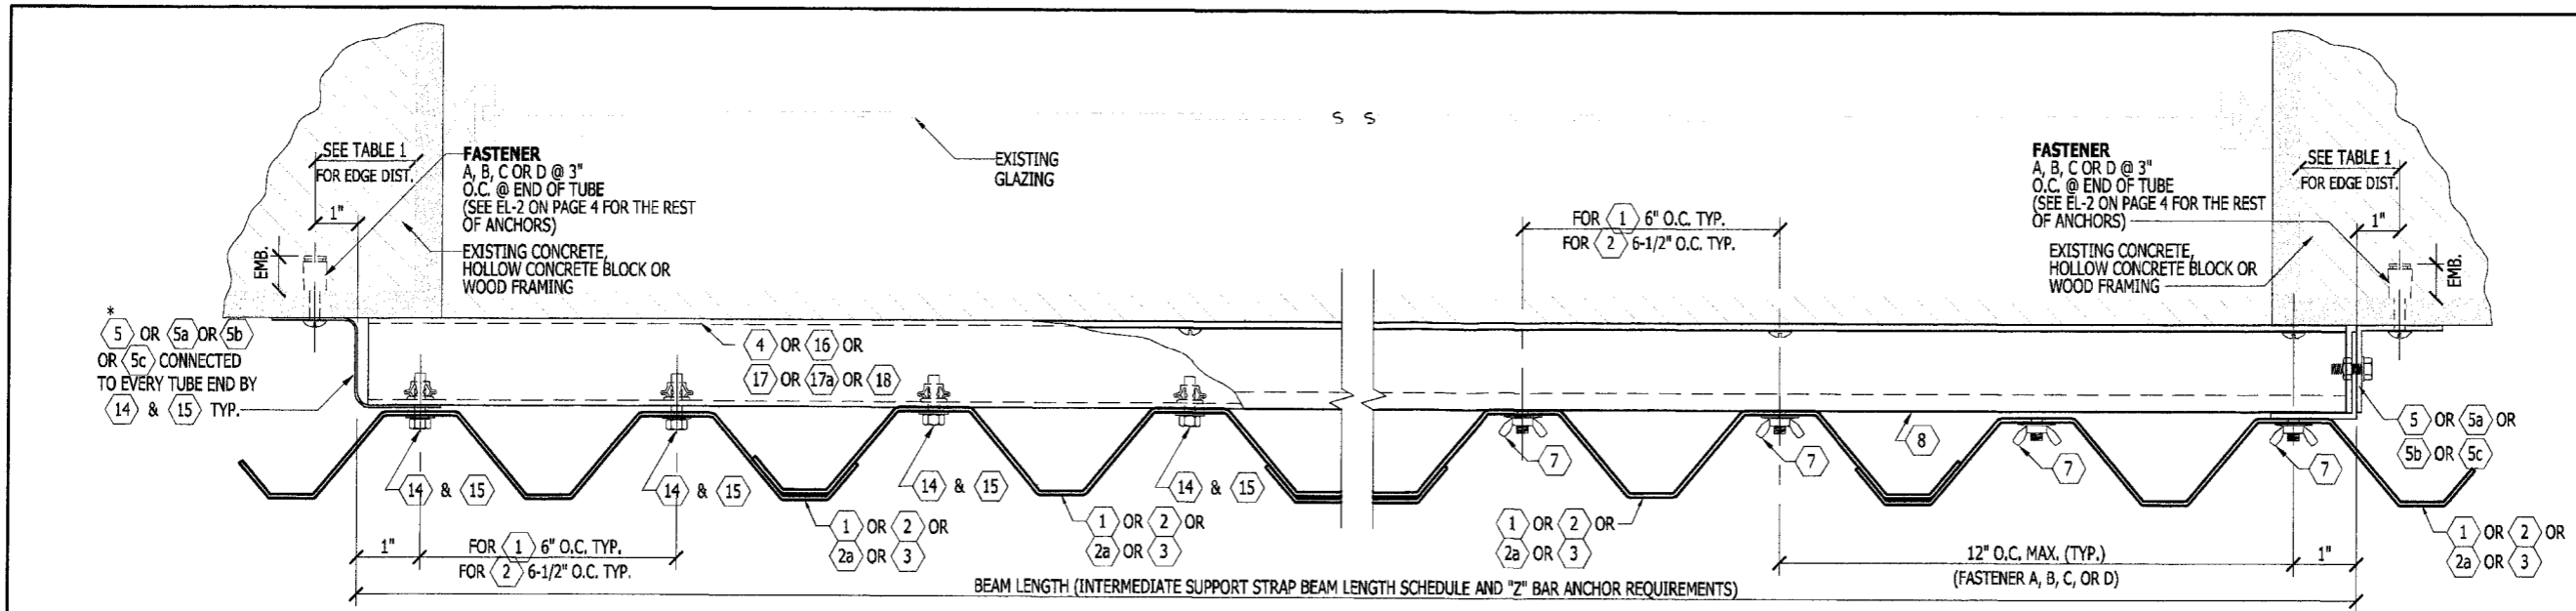 S S
SEE TABLE 1
FOR EDGE DIST.
1"
EMB.
FASTENER
A, B, C OR D @ 3"
O.C. @ END OF TUBE
(SEE EL-2 ON PAGE 4 FOR THE REST
OF ANCHORS)
EXISTING CONCRETE,
HOLLOW CONCRETE BLOCK OR
WOOD FRAMING
EXISTING
GLAZING
FOR 1 6" O.C. TYP.
FOR 2 6-1/2" O.C. TYP.
FASTENER
A, B, C OR D @ 3"
O.C. @ END OF TUBE
(SEE EL-2 ON PAGE 4 FOR THE REST
OF ANCHORS)
EXISTING CONCRETE,
HOLLOW CONCRETE BLOCK OR
WOOD FRAMING
SEE TABLE 1
FOR EDGE DIST.
1"
EMB.
*
5 OR 5a OR 5b
OR 5c CONNECTED
TO EVERY TUBE END BY
14 & 15 TYP.
4 OR 16 OR
17 OR 17a OR 18
14 & 15
14 & 15
14 & 15
14 & 15
7
7
8
7
7
5 OR 5a OR
5b OR 5c
1 OR 2 OR
2a OR 3
1 OR 2 OR
2a OR 3
1 OR 2 OR
2a OR 3
1 OR 2 OR
2a OR 3
1"
FOR 1 6" O.C. TYP.
FOR 2 6-1/2" O.C. TYP.
12" O.C. MAX. (TYP.)
(FASTENER A, B, C, OR D)
1"
BEAM LENGTH (INTERMEDIATE SUPPORT STRAP BEAM LENGTH SCHEDULE AND "Z" BAR ANCHOR REQUIREMENTS)